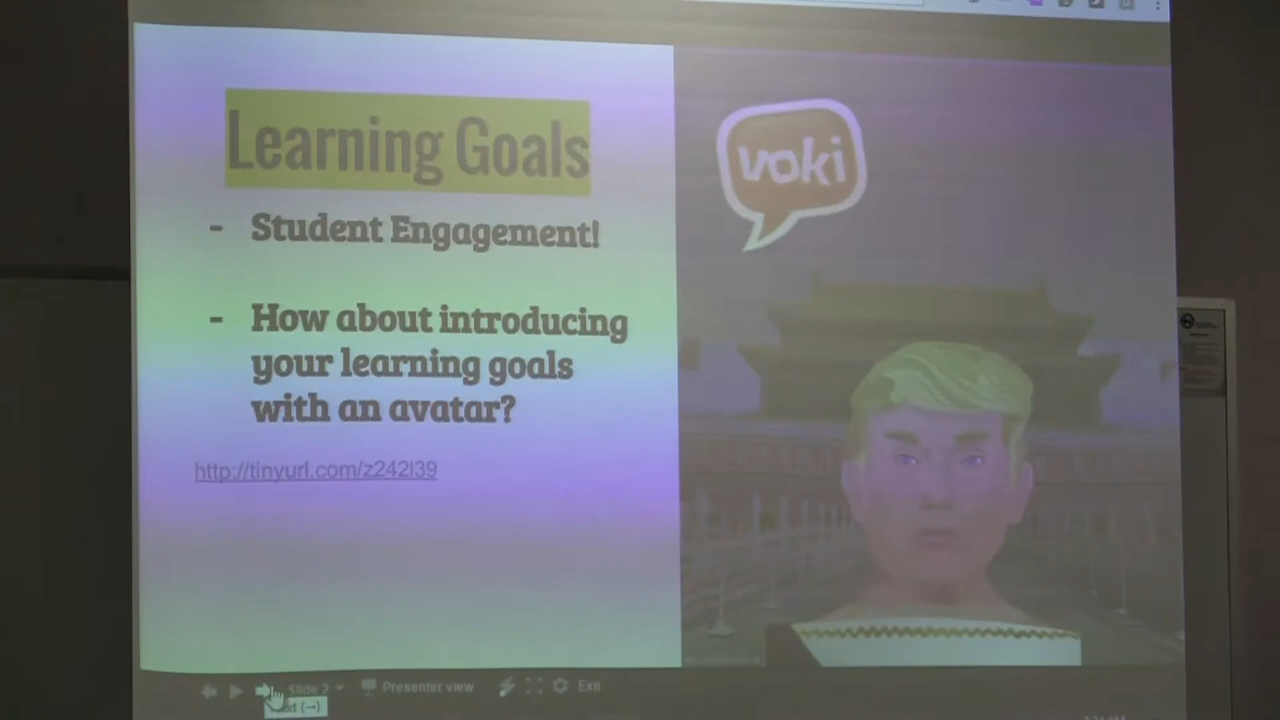 Learning Goals
- Student Engagement!
- How about introducing
your learning goals
with an avatar?
http://tinyurl.com/z242l39
voki
Slide 2
Presenter view
Exit
(→)